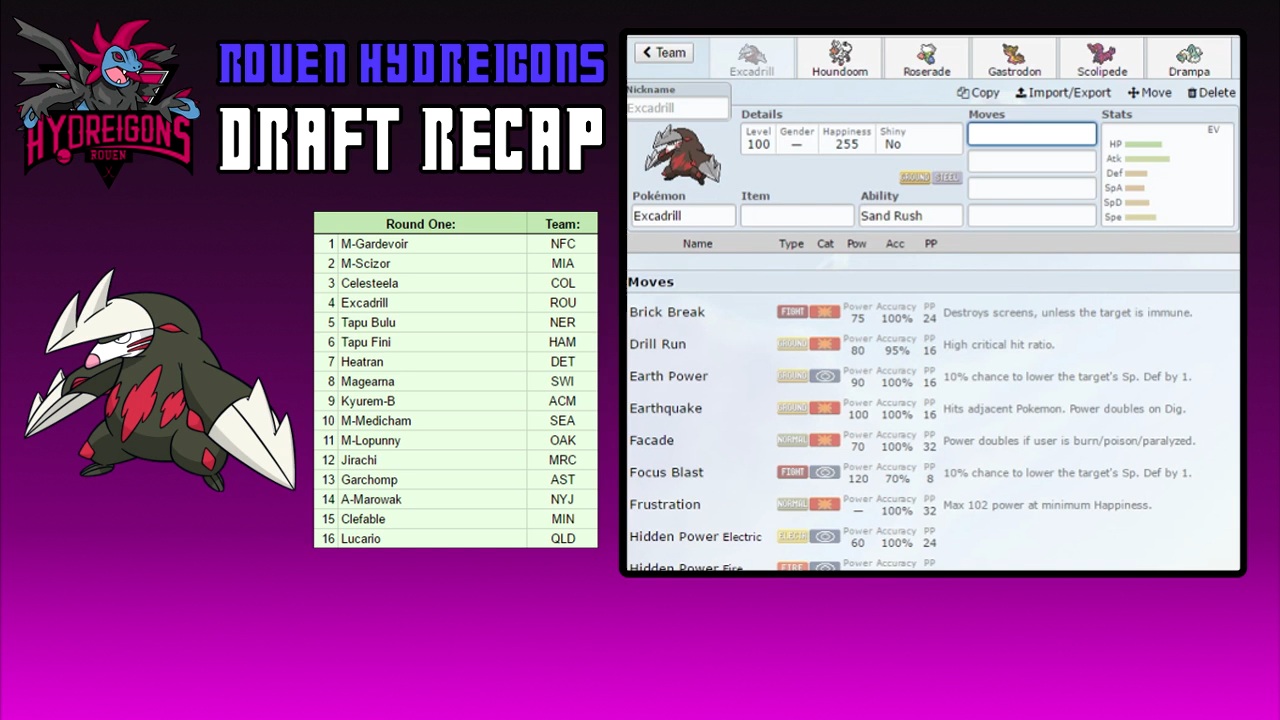 HYDREIGONS
ROUEN
ROUEN HYDREIGONS
DRAFT RECAP
Round One: Team:
1 M-Gardevoir NFC
2 M-Scizor MIA
3 Celesteela COL
4 Excadrill ROU
5 Tapu Bulu NER
6 Tapu Fini HAM
7 Heatran DET
8 Magearna SWI
9 Kyurem-B ACM
10 M-Medicham SEA
11 M-Lopunny OAK
12 Jirachi MRC
13 Garchomp AST
14 A-Marowak NYJ
15 Clefable MIN
16 Lucario QLD
Team
Excadrill Houndoom Roserade Gastrodon Scolipede Drampa
Copy Import/Export Move Delete
Nickname
Excadrill
Details
Level Gender Happiness Shiny
100 — 255 No
GROUND STEEL
Pokémon Item Ability
Excadrill Sand Rush
Moves
Stats
EV
HP
Atk
Def
SpA
SpD
Spe
Name Type Cat Pow Acc PP
Moves
Brick Break FIGHT Power 75 Accuracy 100% PP 24 Destroys screens, unless the target is immune.
Drill Run GROUND Power 80 Accuracy 95% PP 16 High critical hit ratio.
Earth Power GROUND Power 90 Accuracy 100% PP 16 10% chance to lower the target's Sp. Def by 1.
Earthquake GROUND Power 100 Accuracy 100% PP 16 Hits adjacent Pokemon. Power doubles on Dig.
Facade NORMAL Power 70 Accuracy 100% PP 32 Power doubles if user is burn/poison/paralyzed.
Focus Blast FIGHT Power 120 Accuracy 70% PP 8 10% chance to lower the target's Sp. Def by 1.
Frustration NORMAL Power — Accuracy 100% PP 32 Max 102 power at minimum Happiness.
Hidden Power Electric ELECTR Power 60 Accuracy 100% PP 24
Hidden Power Fire FIRE Power Accuracy PP